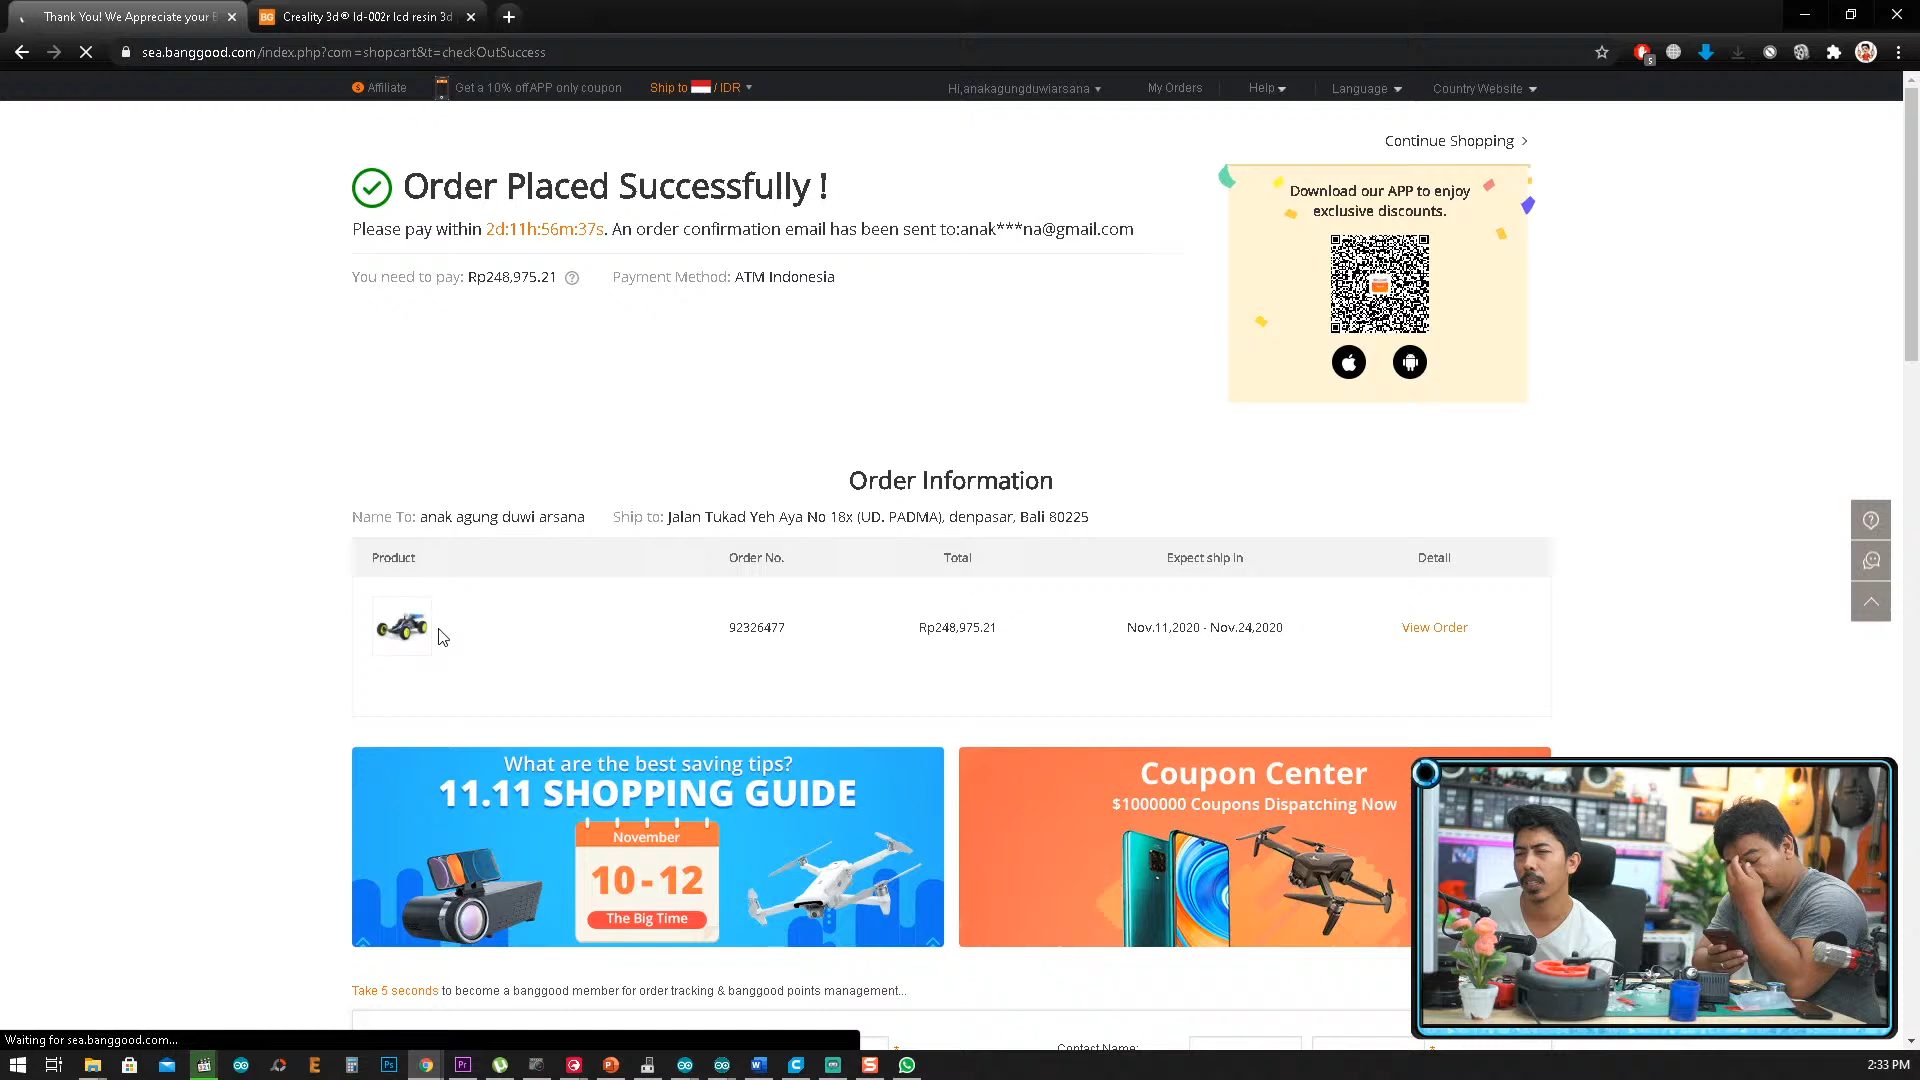 Thank You! We Appreciate your B
Creality 3d® ld-002r lcd resin 3d
sea.banggood.com/index.php?com=shopcart&t=checkOutSuccess
Affiliate
Get a 10% off APP only coupon
Ship to / IDR
Hi,anakagungduwiarsana
My Orders
Help
Language
Country Website
Continue Shopping
Order Placed Successfully !
Please pay within 2d:11h:56m:37s. An order confirmation email has been sent to:anak***na@gmail.com
You need to pay: Rp248,975.21 Payment Method: ATM Indonesia
Download our APP to enjoy
exclusive discounts.
Order Information
Name To: anak agung duwi arsana Ship to: Jalan Tukad Yeh Aya No 18x (UD. PADMA), denpasar, Bali 80225
Product Order No. Total Expect ship in Detail
92326477 Rp248,975.21 Nov.11,2020 - Nov.24,2020 View Order
What are the best saving tips?
11.11 SHOPPING GUIDE
November
10-12
The Big Time
Coupon Center
$1000000 Coupons Dispatching Now
Take 5 seconds to become a banggood member for order tracking & banggood points management...
Contact Name:
Waiting for sea.banggood.com...
2:33 PM